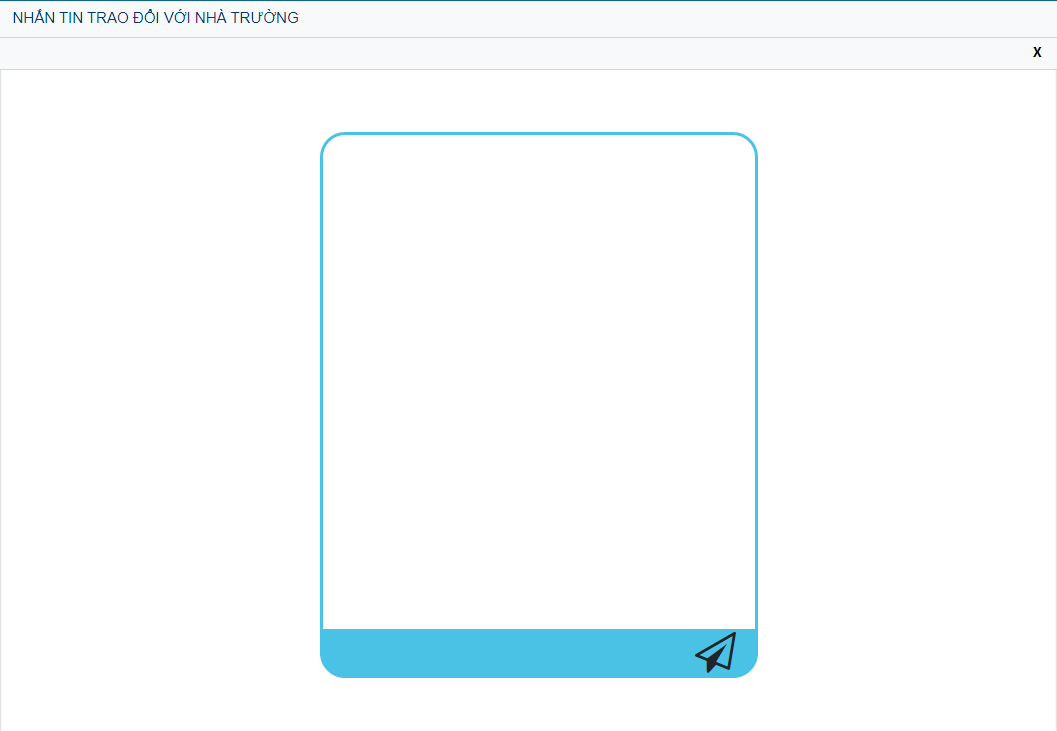 NHẮN TIN TRAO ĐỔI VỚI NHÀ TRƯỜNG
X